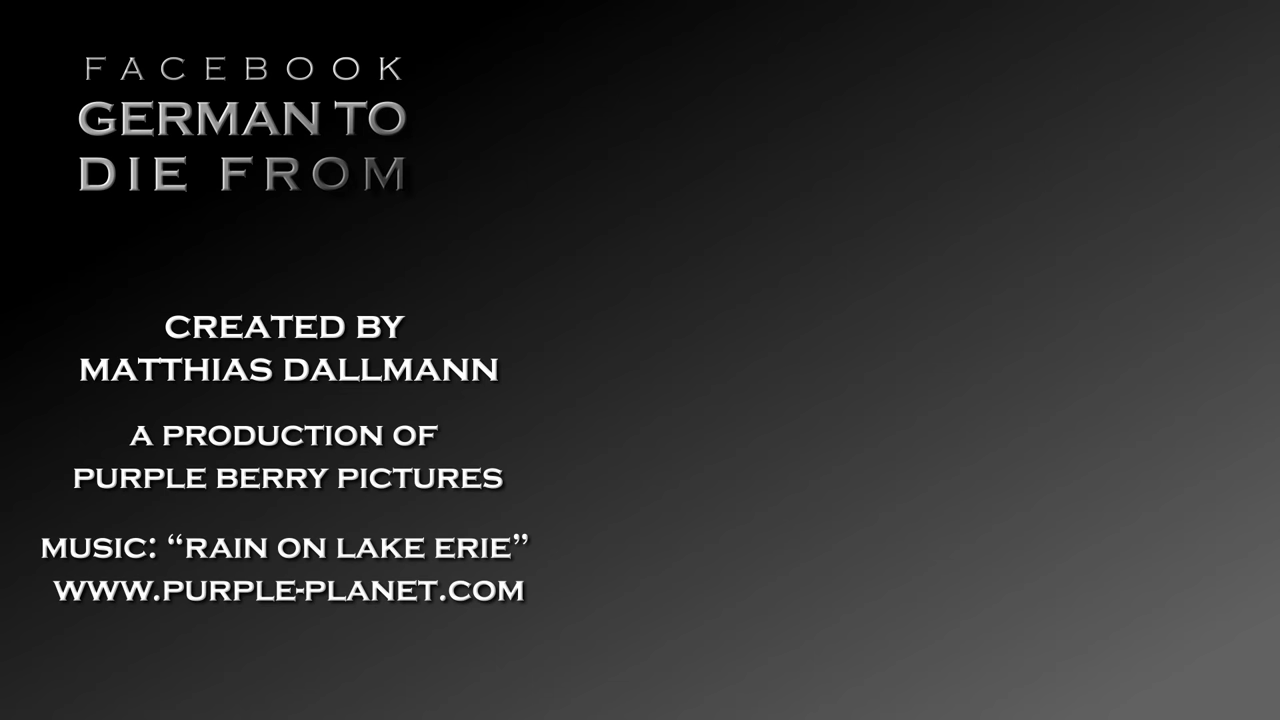 FACEBOOK
GERMAN TO
DIE FROM
CREATED BY
MATTHIAS DALLMANN
A PRODUCTION OF
PURPLE BERRY PICTURES
MUSIC: “RAIN ON LAKE ERIE”
WWW.PURPLE-PLANET.COM